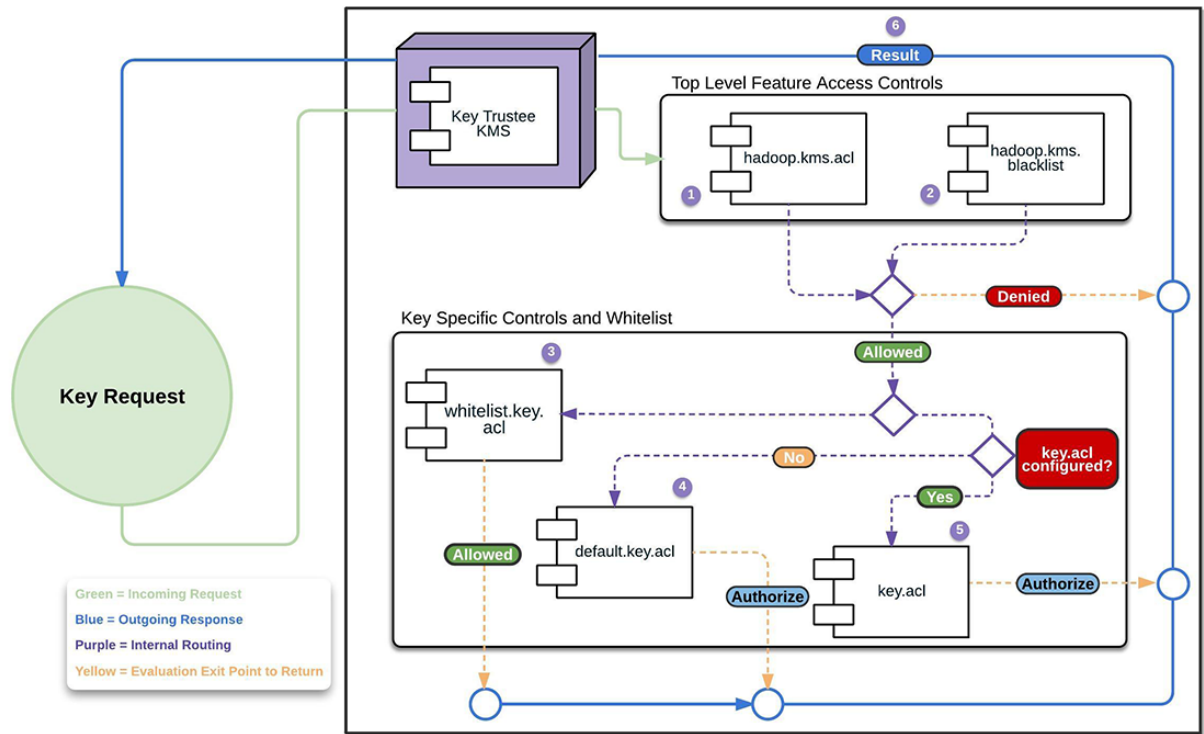 6
Result
Top Level Feature Access Controls
Key Trustee
KMS
hadoop.kms.acl
hadoop.kms.
blacklist
1
2
Denied
Key Specific Controls and Whitelist
Allowed
3
whitelist.key.
acl
Key Request
key.acl
configured?
No
Yes
4
5
default.key.acl
Allowed
key.acl
Authorize
Authorize
Green = Incoming Request
Blue = Outgoing Response
Purple = Internal Routing
Yellow = Evaluation Exit Point to Return